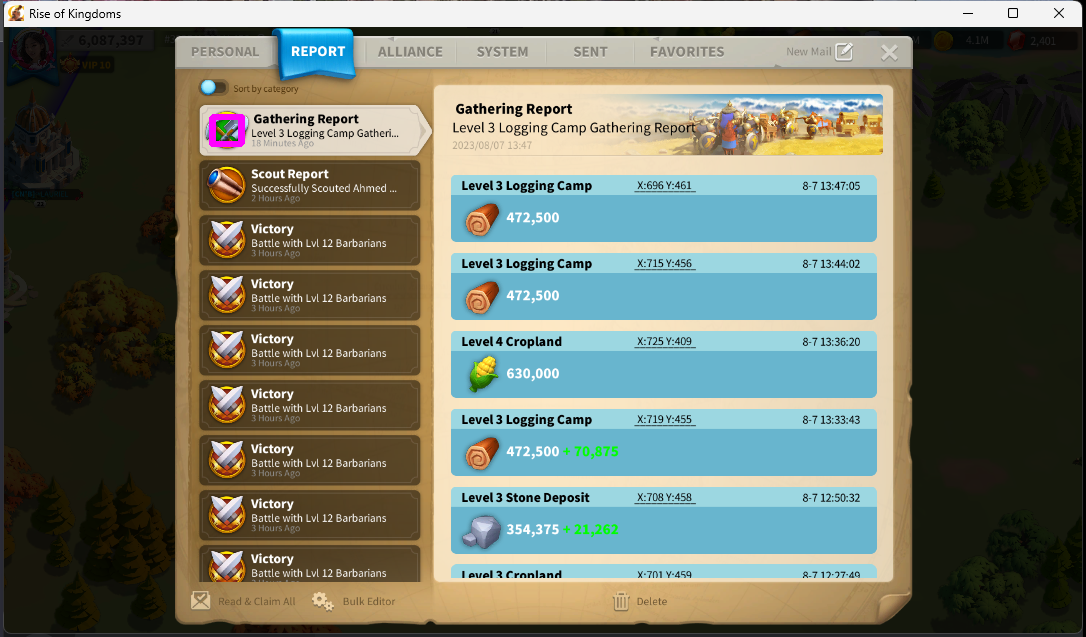 Rise of Kingdoms
6,087,397
VIP 10
4.1M
2,401
PERSONAL
REPORT
ALLIANCE
SYSTEM
SENT
FAVORITES
New Mail
Sort by category
Gathering Report
Level 3 Logging Camp Gatheri...
18 Minutes Ago
Scout Report
Successfully Scouted Ahmed ...
2 Hours Ago
Victory
Battle with Lvl 12 Barbarians
3 Hours Ago
Victory
Battle with Lvl 12 Barbarians
3 Hours Ago
Victory
Battle with Lvl 12 Barbarians
3 Hours Ago
Victory
Battle with Lvl 12 Barbarians
3 Hours Ago
Victory
Battle with Lvl 12 Barbarians
3 Hours Ago
Victory
Battle with Lvl 12 Barbarians
3 Hours Ago
Victory
Battle with Lvl 12 Barbarians
Read & Claim All
Bulk Editor
Gathering Report
Level 3 Logging Camp Gathering Report
2023/08/07 13:47
Level 3 Logging Camp X:696 Y:461 8-7 13:47:05
472,500
Level 3 Logging Camp X:715 Y:456 8-7 13:44:02
472,500
Level 4 Cropland X:725 Y:409 8-7 13:36:20
630,000
Level 3 Logging Camp X:719 Y:455 8-7 13:33:43
472,500 + 70,875
Level 3 Stone Deposit X:708 Y:458 8-7 12:50:32
354,375 + 21,262
Level 3 Cropland X:701 Y:459 8-7 12:27:49
Delete